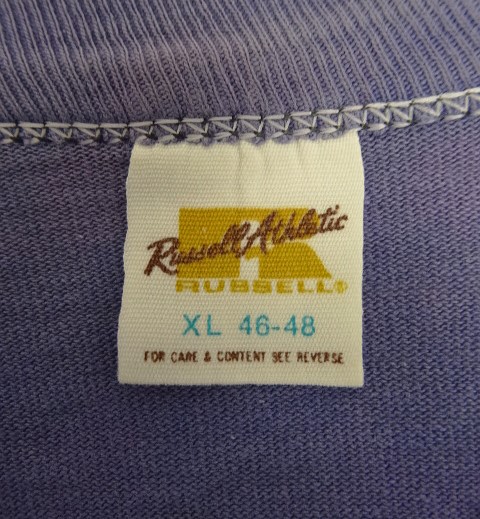 Russell Athletic
RUSSELL®
XL 46-48
FOR CARE & CONTENT SEE REVERSE